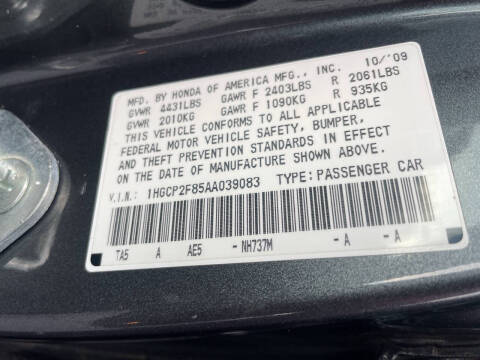 MFD. BY HONDA OF AMERICA MFG., INC. 10/'09
GVWR 4431LBS GAWR F 2403LBS R 2061LBS
GVWR 2010KG GAWR F 1090KG R 935KG
THIS VEHICLE CONFORMS TO ALL APPLICABLE
FEDERAL MOTOR VEHICLE SAFETY, BUMPER,
AND THEFT PREVENTION STANDARDS IN EFFECT
ON THE DATE OF MANUFACTURE SHOWN ABOVE.
V.I.N.: 1HGCP2F85AA039083 TYPE:PASSENGER CAR
TA5 A AE5 -NH737M -A -A